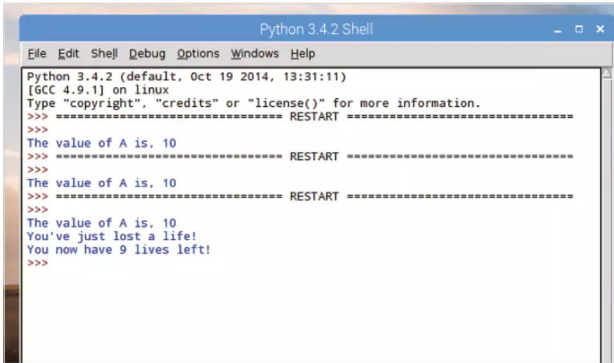 Python 3.4.2 Shell
File Edit Shell Debug Options Windows Help
Python 3.4.2 (default, Oct 19 2014, 13:31:11)
[GCC 4.9.1] on linux
Type "copyright", "credits" or "license()" for more information.
>>> ================================ RESTART ================================
>>>
The value of A is, 10
>>> ================================ RESTART ================================
>>>
The value of A is, 10
>>> ================================ RESTART ================================
>>>
The value of A is, 10
You've just lost a life!
You now have 9 lives left!
>>>